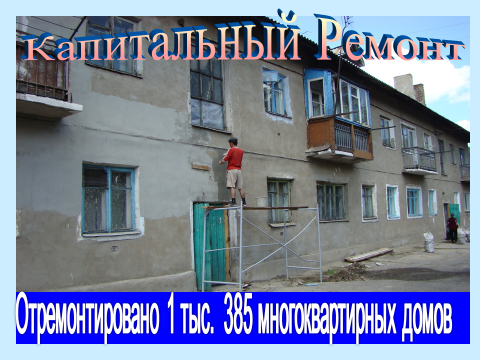 Капитальный Ремонт
Отремонтировано 1 тыс. 385 многоквартирных домов